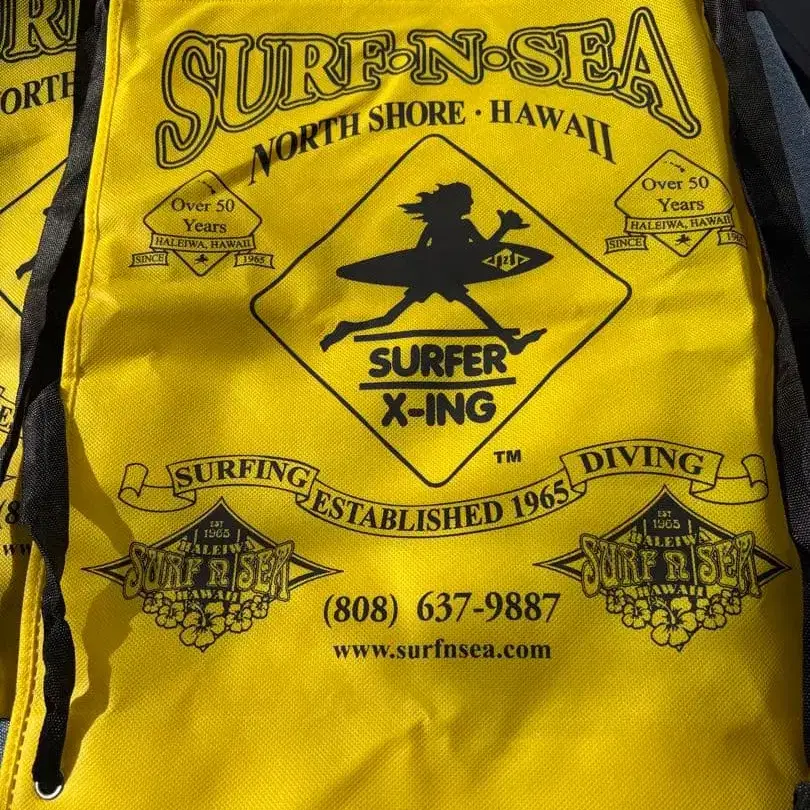 SURF·N·SEA
NORTH SHORE · HAWAII
Over 50
Years
HALEIWA, HAWAII
SINCE 1965
Over 50
Years
HALEIWA, HAWAII
SINCE
SNS
SURFER
X-ING
TM
SURFING ESTABLISHED 1965 DIVING
EST
1965
HALEIWA
SURF N SEA
HAWAII
EST
1965
HALEIWA
SURF N SEA
HAWAII
(808) 637-9887
www.surfnsea.com